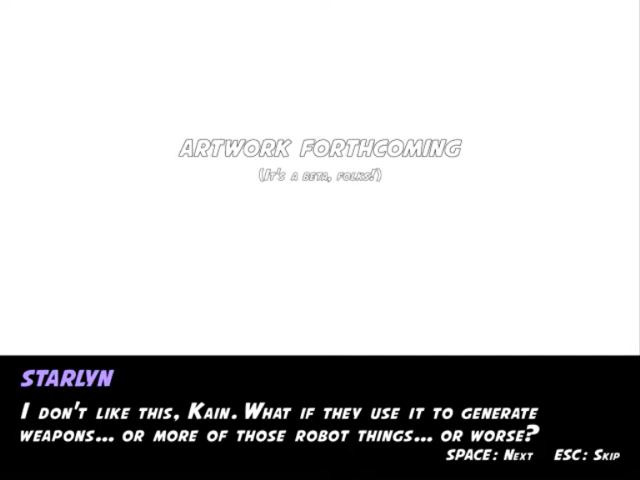 ARTWORK FORTHCOMING
(It's a beta, folks!)
STARLYN
I don't like this, Kain. What if they use it to generate
weapons... or more of those robot things... or worse?
SPACE: Next ESC: Skip